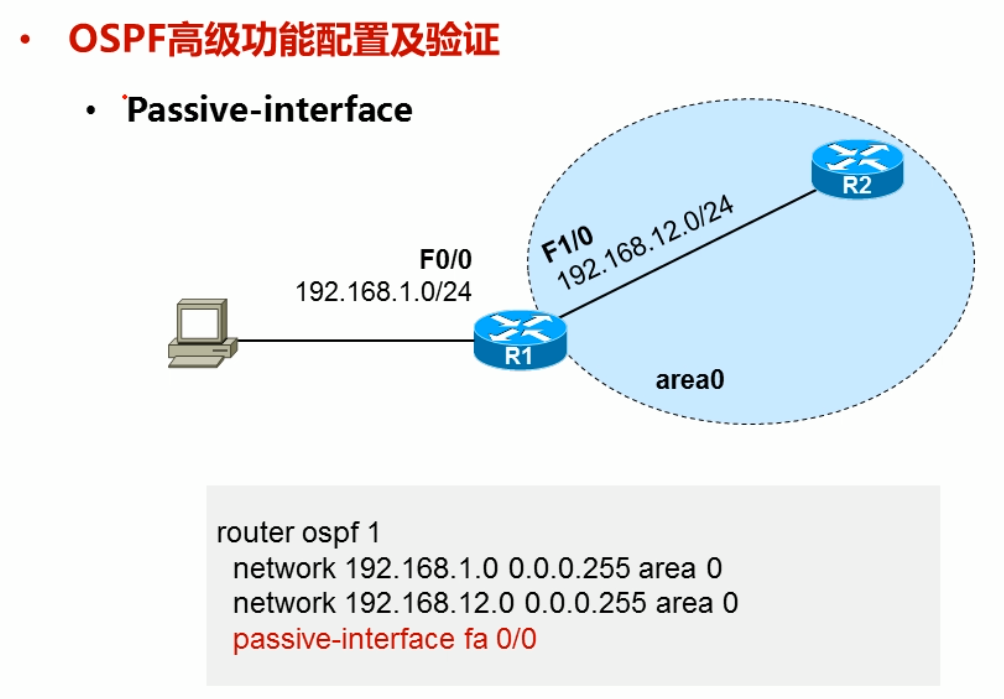 • OSPF高级功能配置及验证
• Passive-interface
R2
F1/0
192.168.12.0/24
F0/0
192.168.1.0/24
R1
area0
router ospf 1
network 192.168.1.0 0.0.0.255 area 0
network 192.168.12.0 0.0.0.255 area 0
passive-interface fa 0/0